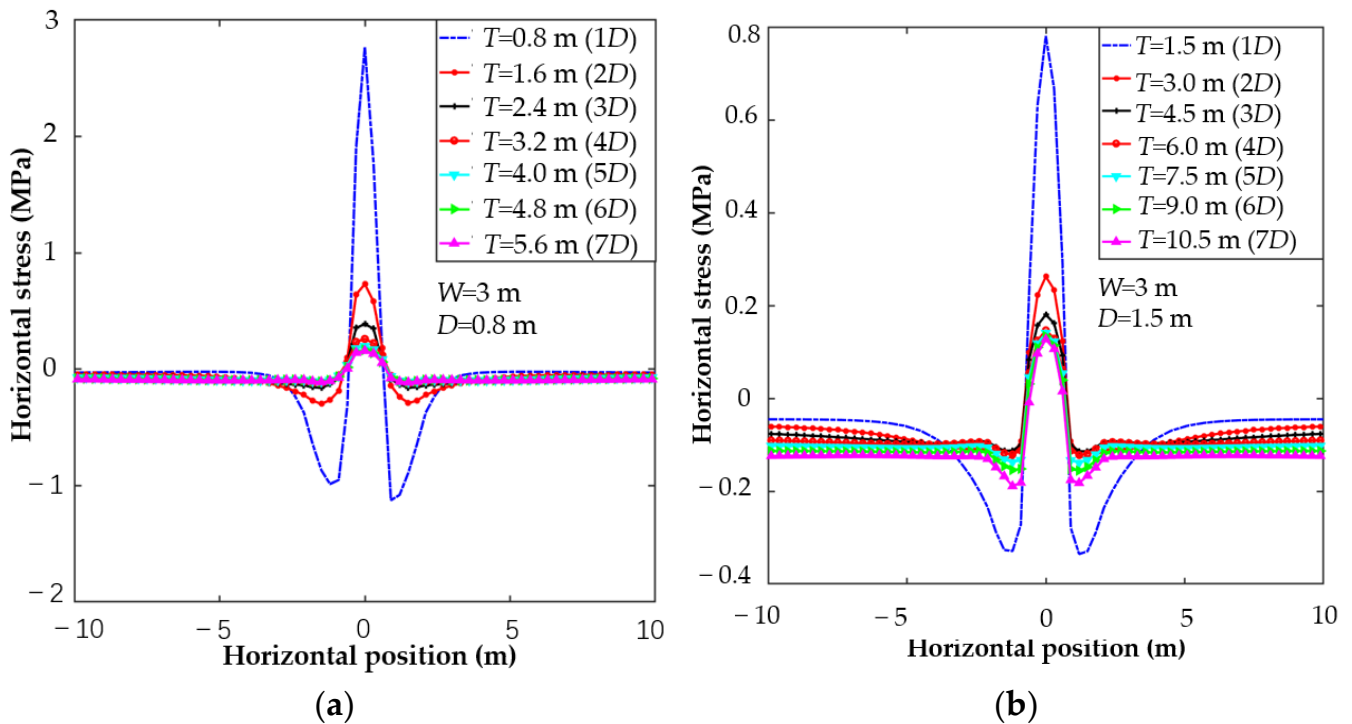 3
2
1
0
−1
−2
−10
−5
0
5
10
Horizontal stress (MPa)
Horizontal position (m)
T=0.8 m (1D)
T=1.6 m (2D)
T=2.4 m (3D)
T=3.2 m (4D)
T=4.0 m (5D)
T=4.8 m (6D)
T=5.6 m (7D)
W=3 m
D=0.8 m
(a)
0.8
0.6
0.4
0.2
0
−0.2
−0.4
−10
−5
0
5
10
Horizontal stress (MPa)
Horizontal position (m)
T=1.5 m (1D)
T=3.0 m (2D)
T=4.5 m (3D)
T=6.0 m (4D)
T=7.5 m (5D)
T=9.0 m (6D)
T=10.5 m (7D)
W=3 m
D=1.5 m
(b)